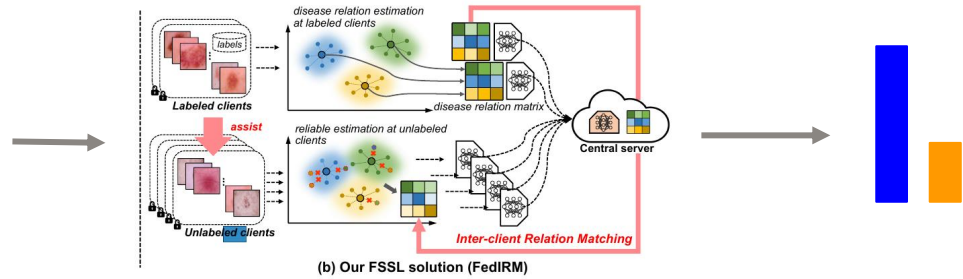 disease relation estimation
at labeled clients
labels
Labeled clients
disease relation matrix
assist
reliable estimation at unlabeled
clients
Central server
Unlabeled clients
Inter-client Relation Matching
(b) Our FSSL solution (FedIRM)